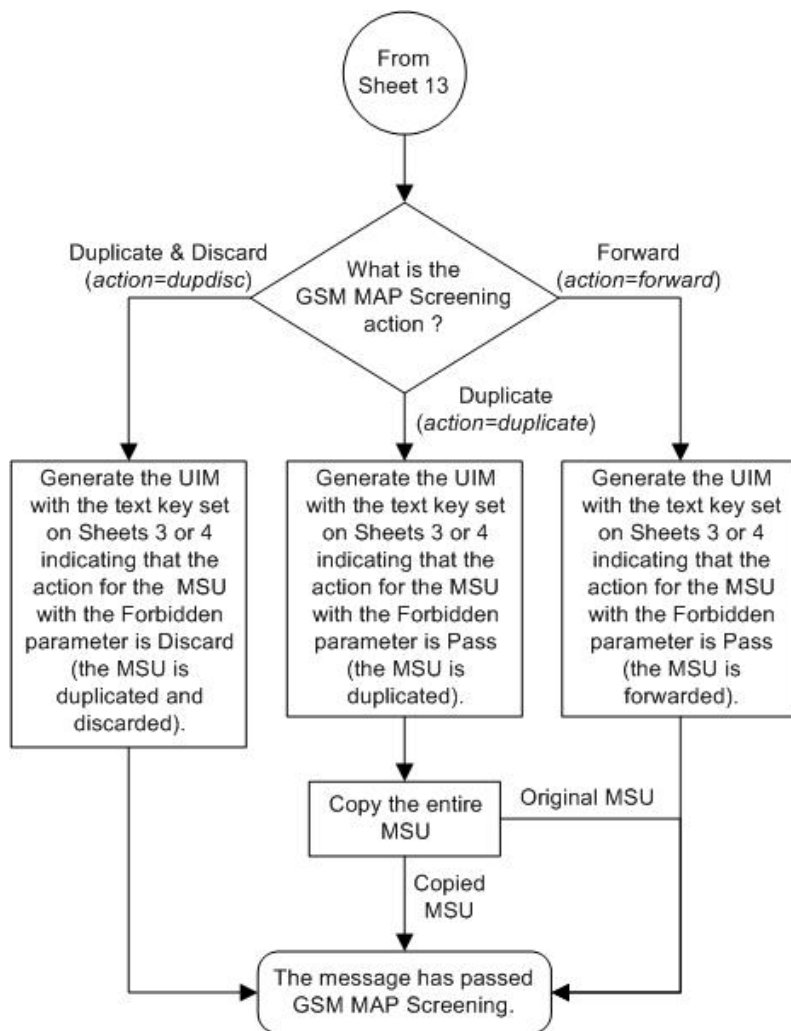 From
Sheet 13
Duplicate & Discard
(action=dupdisc)
What is the
GSM MAP Screening
action ?
Forward
(action=forward)
Duplicate
(action=duplicate)
Generate the UIM
with the text key set
on Sheets 3 or 4
indicating that the
action for the MSU
with the Forbidden
parameter is Discard
(the MSU is
duplicated and
discarded).
Generate the UIM
with the text key set
on Sheets 3 or 4
indicating that the
action for the MSU
with the Forbidden
parameter is Pass
(the MSU is
duplicated).
Generate the UIM
with the text key set
on Sheets 3 or 4
indicating that the
action for the MSU
with the Forbidden
parameter is Pass
(the MSU is
forwarded).
Copy the entire
MSU
Original MSU
Copied
MSU
The message has passed
GSM MAP Screening.